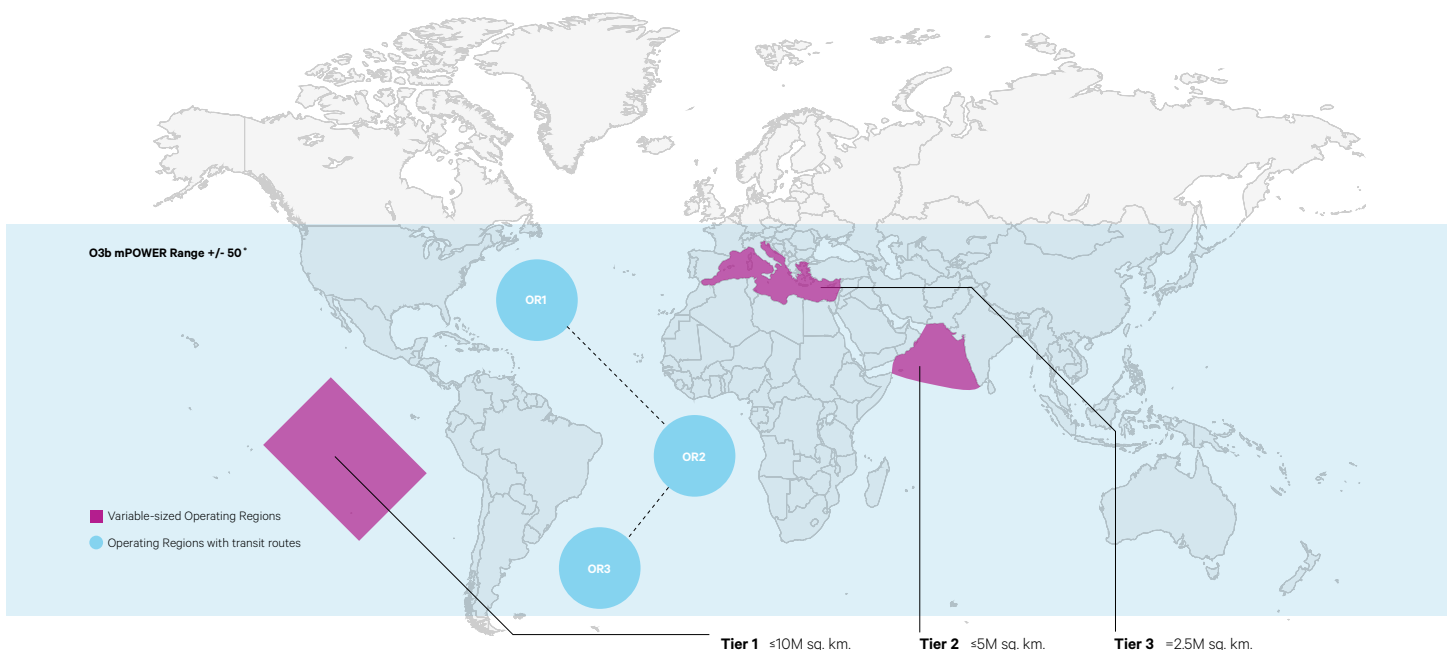 O3b mPOWER Range +/- 50°
OR1
OR2
OR3
Variable-sized Operating Regions
Operating Regions with transit routes
Tier 1 ≤10M sq. km.
Tier 2 ≤5M sq. km.
Tier 3 =2.5M sq. km.